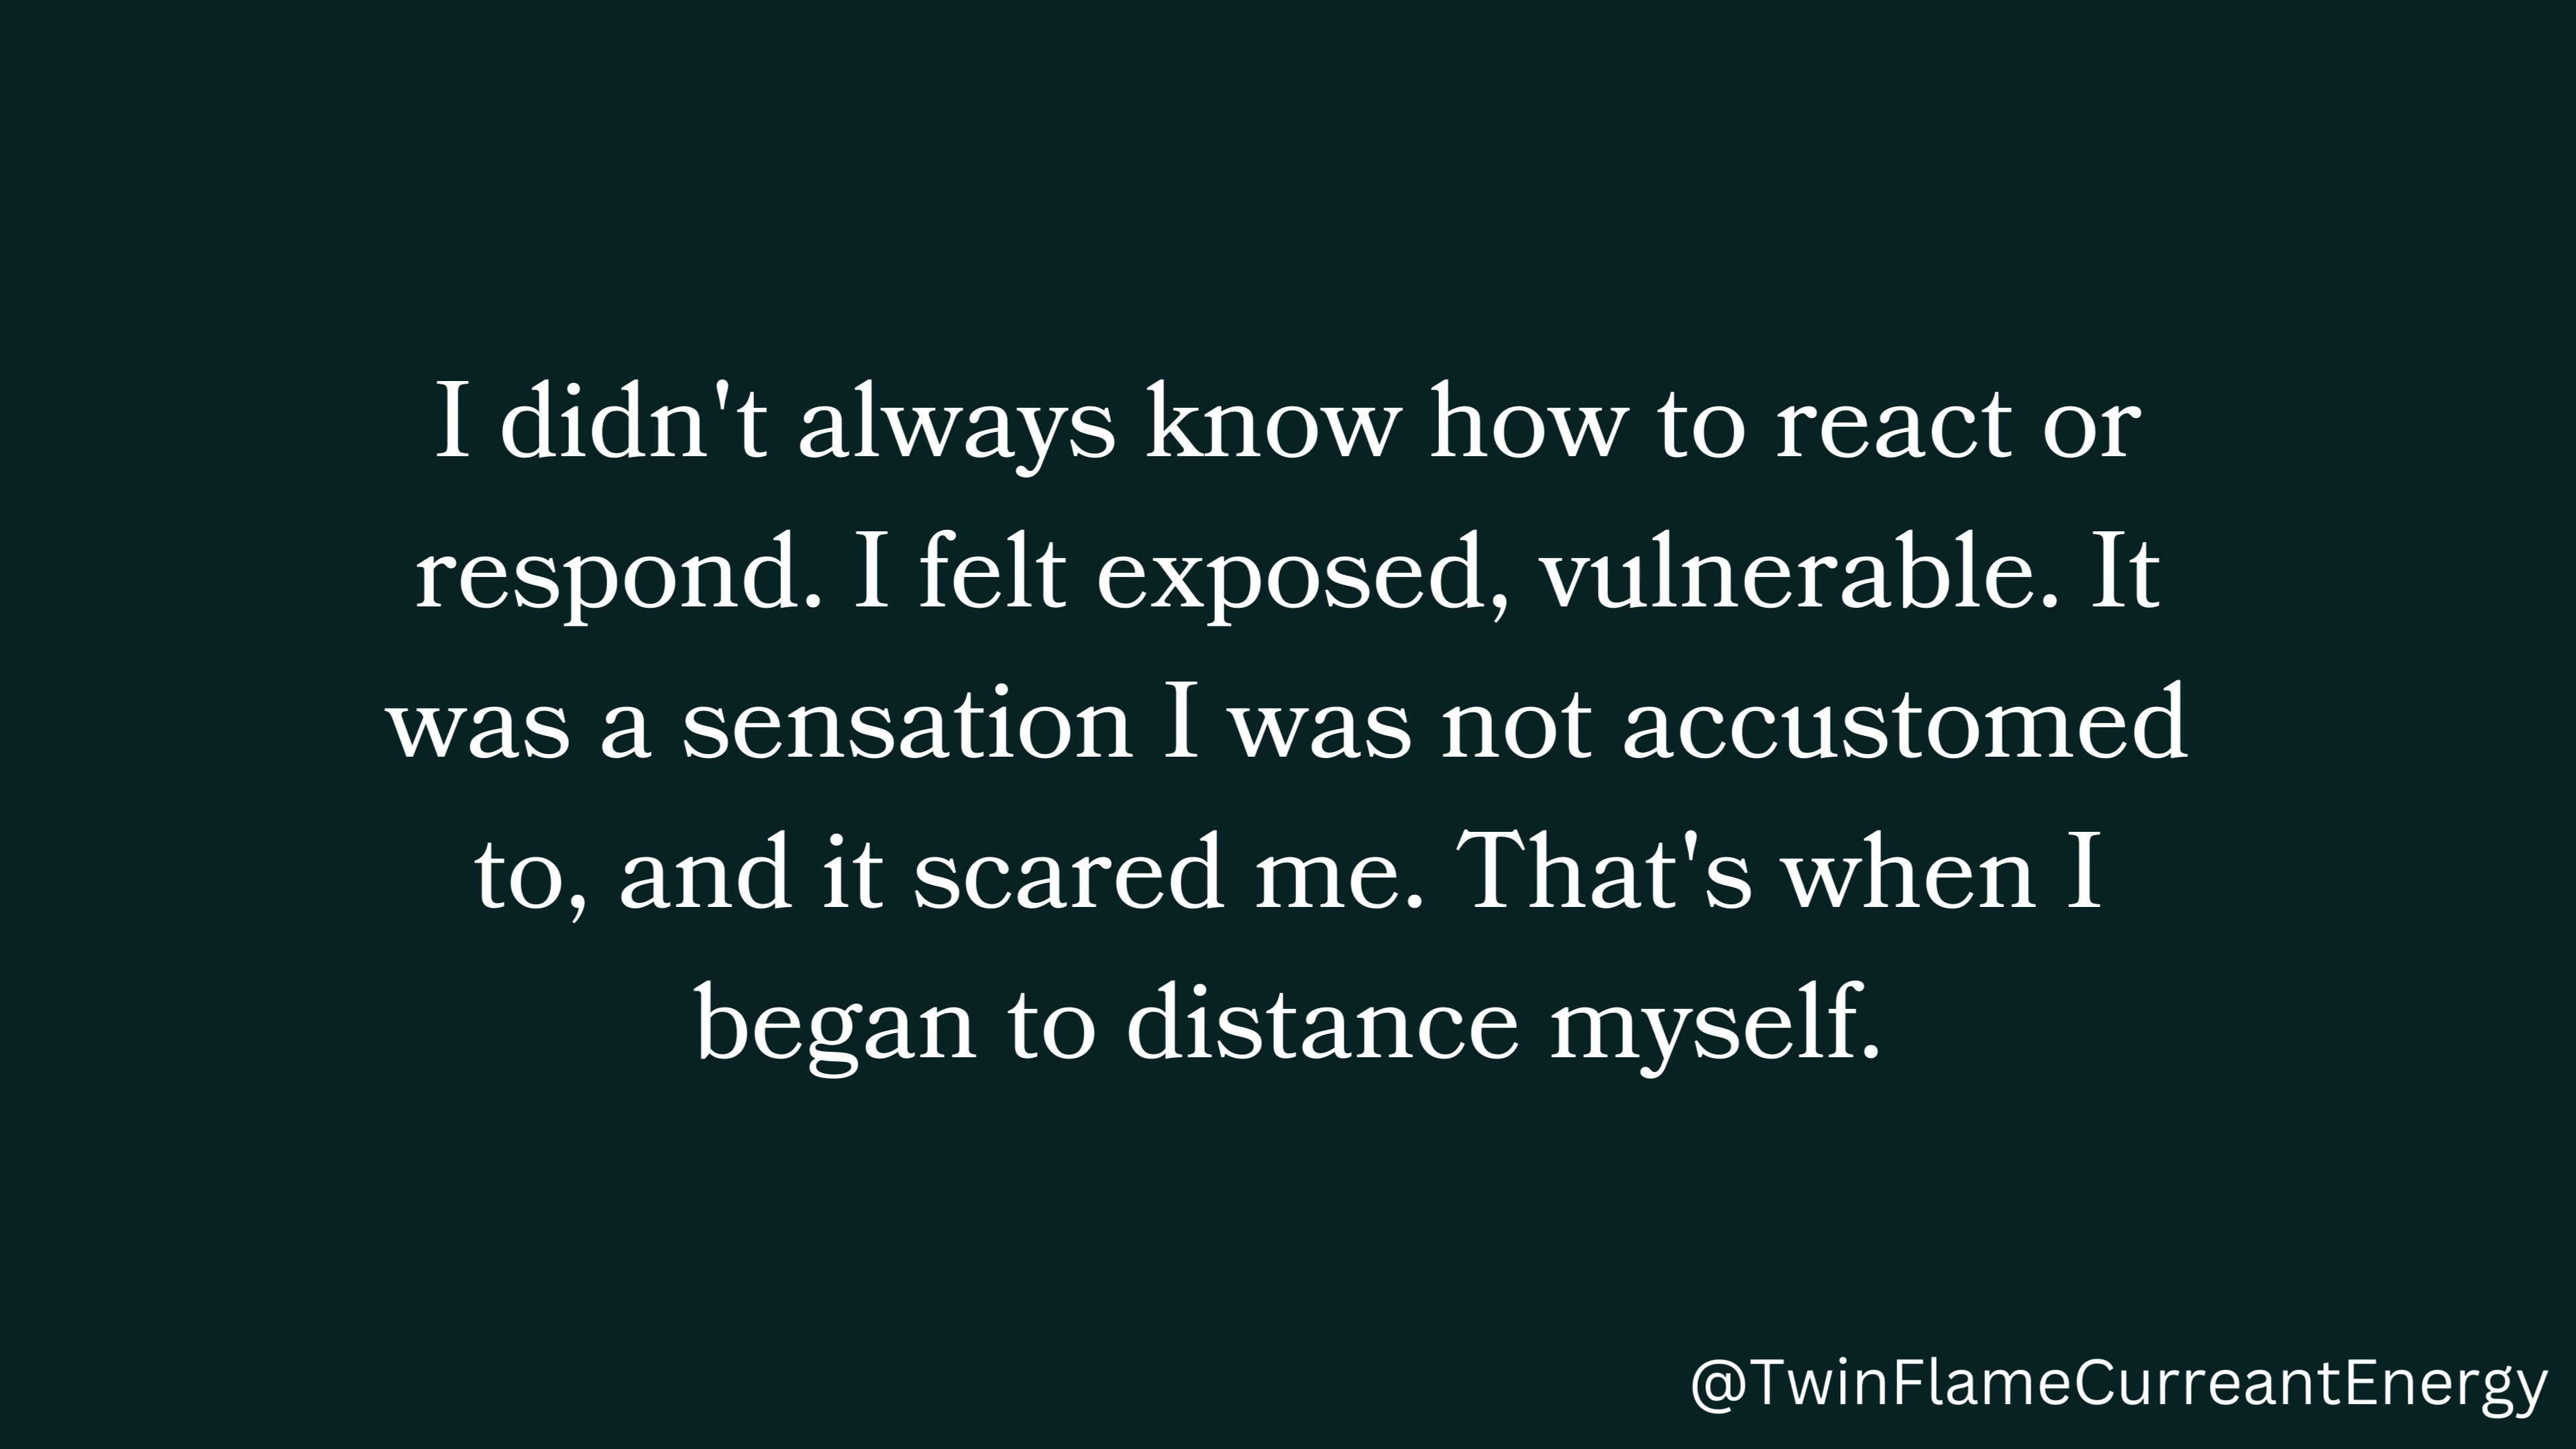 I didn't always know how to react or
respond. I felt exposed, vulnerable. It
was a sensation I was not accustomed
to, and it scared me. That's when I
began to distance myself.
@TwinFlameCurreantEnergy